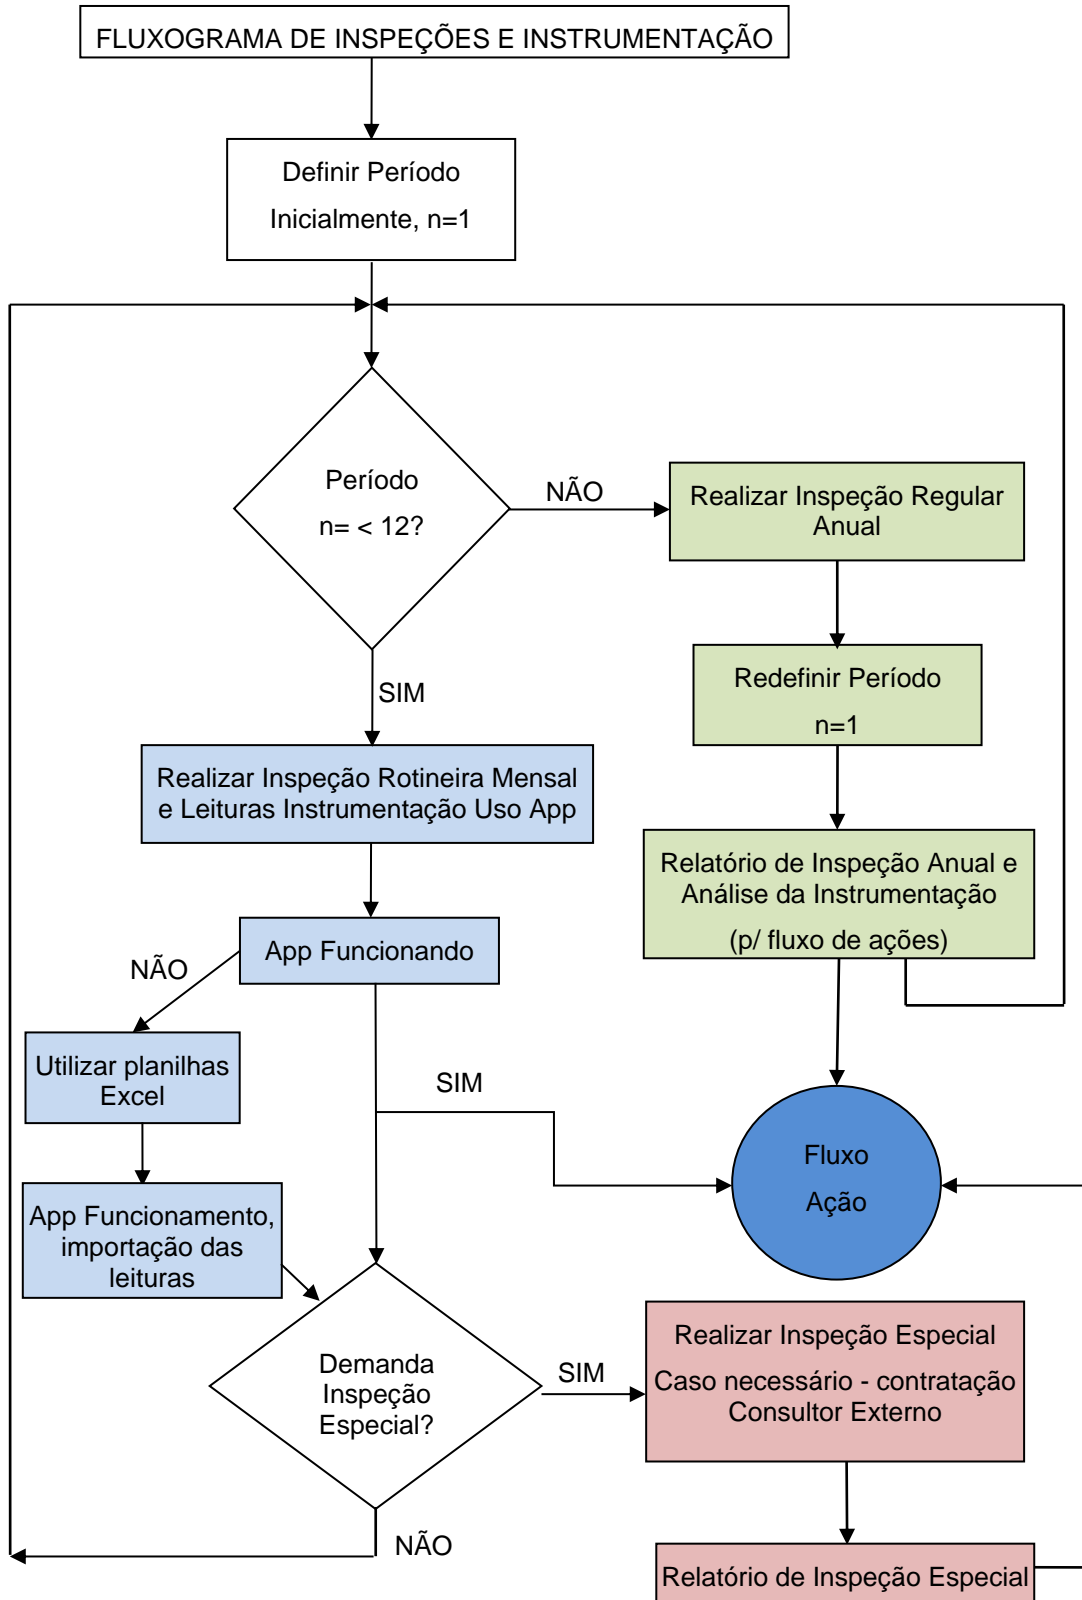 FLUXOGRAMA DE INSPEÇÕES E INSTRUMENTAÇÃO
Definir Período
Inicialmente, n=1
Período
n= < 12?
NÃO
Realizar Inspeção Regular
Anual
SIM
Redefinir Período
n=1
Realizar Inspeção Rotineira Mensal
e Leituras Instrumentação Uso App
Relatório de Inspeção Anual e
Análise da Instrumentação
(p/ fluxo de ações)
App Funcionando
NÃO
Utilizar planilhas
Excel
SIM
Fluxo
Ação
App Funcionamento,
importação das
leituras
Demanda
Inspeção
Especial?
SIM
Realizar Inspeção Especial
Caso necessário - contratação
Consultor Externo
NÃO
Relatório de Inspeção Especial